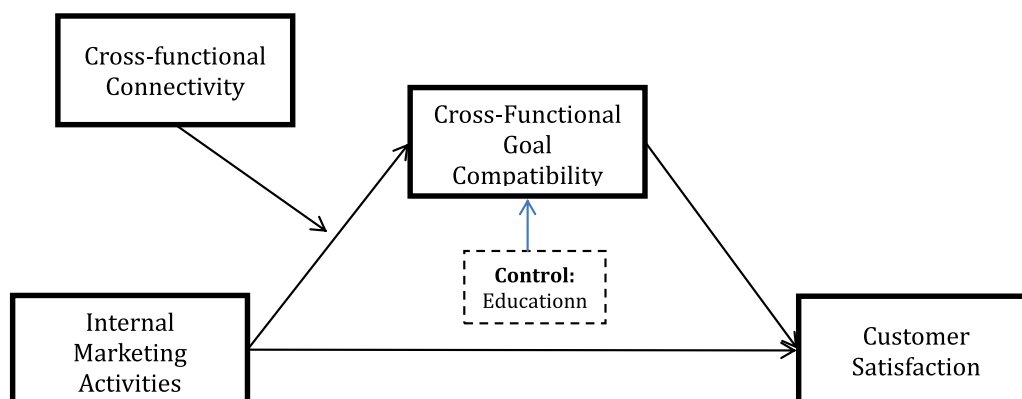 Cross-functional
Connectivity
Cross-Functional
Goal
Compatibility
Control:
Educationn
Internal
Marketing
Activities
Customer
Satisfaction